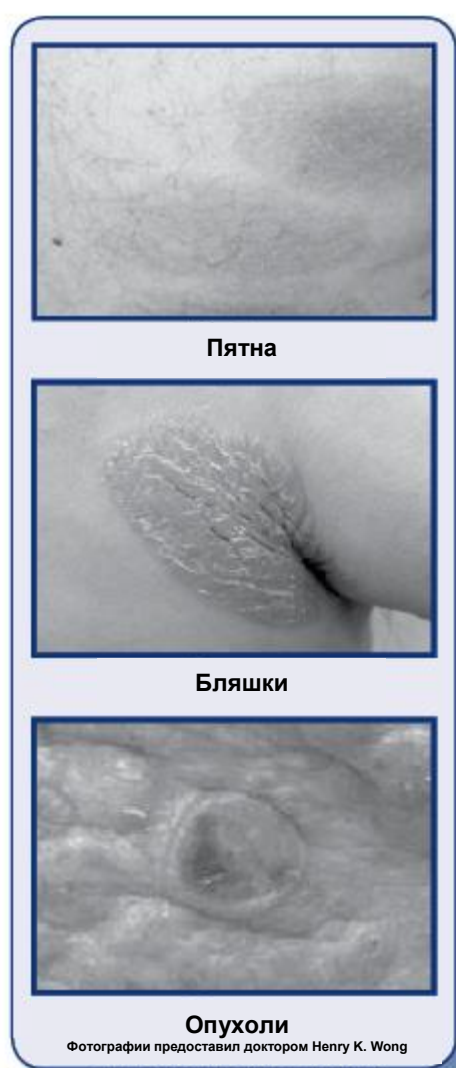 Пятна
Бляшки
Опухоли
Фотографии предоставил доктором Henry K. Wong